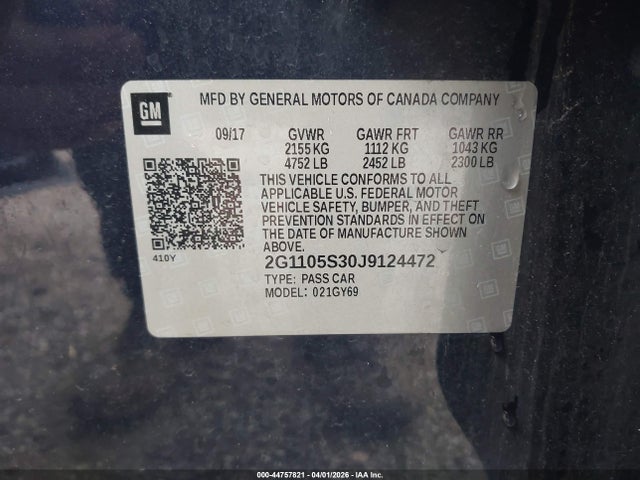 GM
MFD BY GENERAL MOTORS OF CANADA COMPANY
09/17 GVWR GAWR FRT GAWR RR
2155 KG 1112 KG 1043 KG
4752 LB 2452 LB 2300 LB
THIS VEHICLE CONFORMS TO ALL
APPLICABLE U.S. FEDERAL MOTOR
VEHICLE SAFETY, BUMPER, AND THEFT
PREVENTION STANDARDS IN EFFECT ON
THE DATE OF MANUFACTURE SHOWN
ABOVE.
410Y
2G1105S30J9124472
TYPE: PASS CAR
MODEL: 021GY69
000-44757821 - 04/01/2026 - IAA Inc.